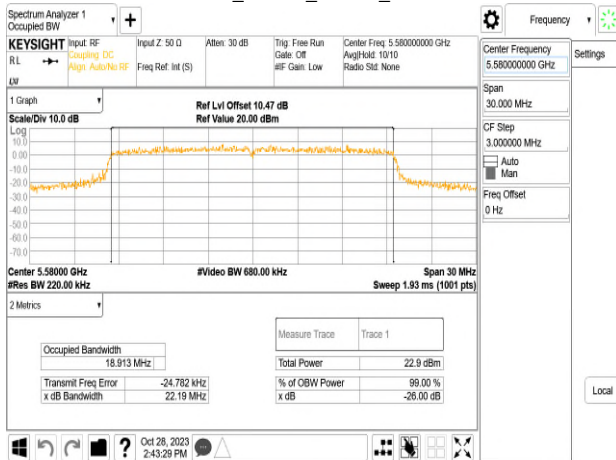 Spectrum Analyzer 1
Occupied BW
Frequency
KEYSIGHT
RL
Input: RF
Coupling: DC
Align: Auto/No RF
Input Z: 50 Ω
Freq Ref: Int (S)
Atten: 30 dB
Trig: Free Run
Gate: Off
#IF Gain: Low
Center Freq: 5.580000000 GHz
Avg|Hold: 10/10
Radio Std: None
Center Frequency
5.580000000 GHz
Settings
Span
30.000 MHz
CF Step
3.000000 MHz
Auto
Man
Freq Offset
0 Hz
Local
1 Graph
Scale/Div 10.0 dB
Ref Lvl Offset 10.47 dB
Ref Value 20.00 dBm
Log
10.0
0.00
-10.0
-20.0
-30.0
-40.0
-50.0
-60.0
-70.0
Center 5.58000 GHz
#Res BW 220.00 kHz
#Video BW 680.00 kHz
Span 30 MHz
Sweep 1.93 ms (1001 pts)
2 Metrics
Measure Trace Trace 1
Occupied Bandwidth
18.913 MHz
Total Power 22.9 dBm
Transmit Freq Error -24.782 kHz
% of OBW Power 99.00 %
x dB Bandwidth 22.19 MHz
x dB -26.00 dB
?
Oct 28, 2023
2:43:29 PM